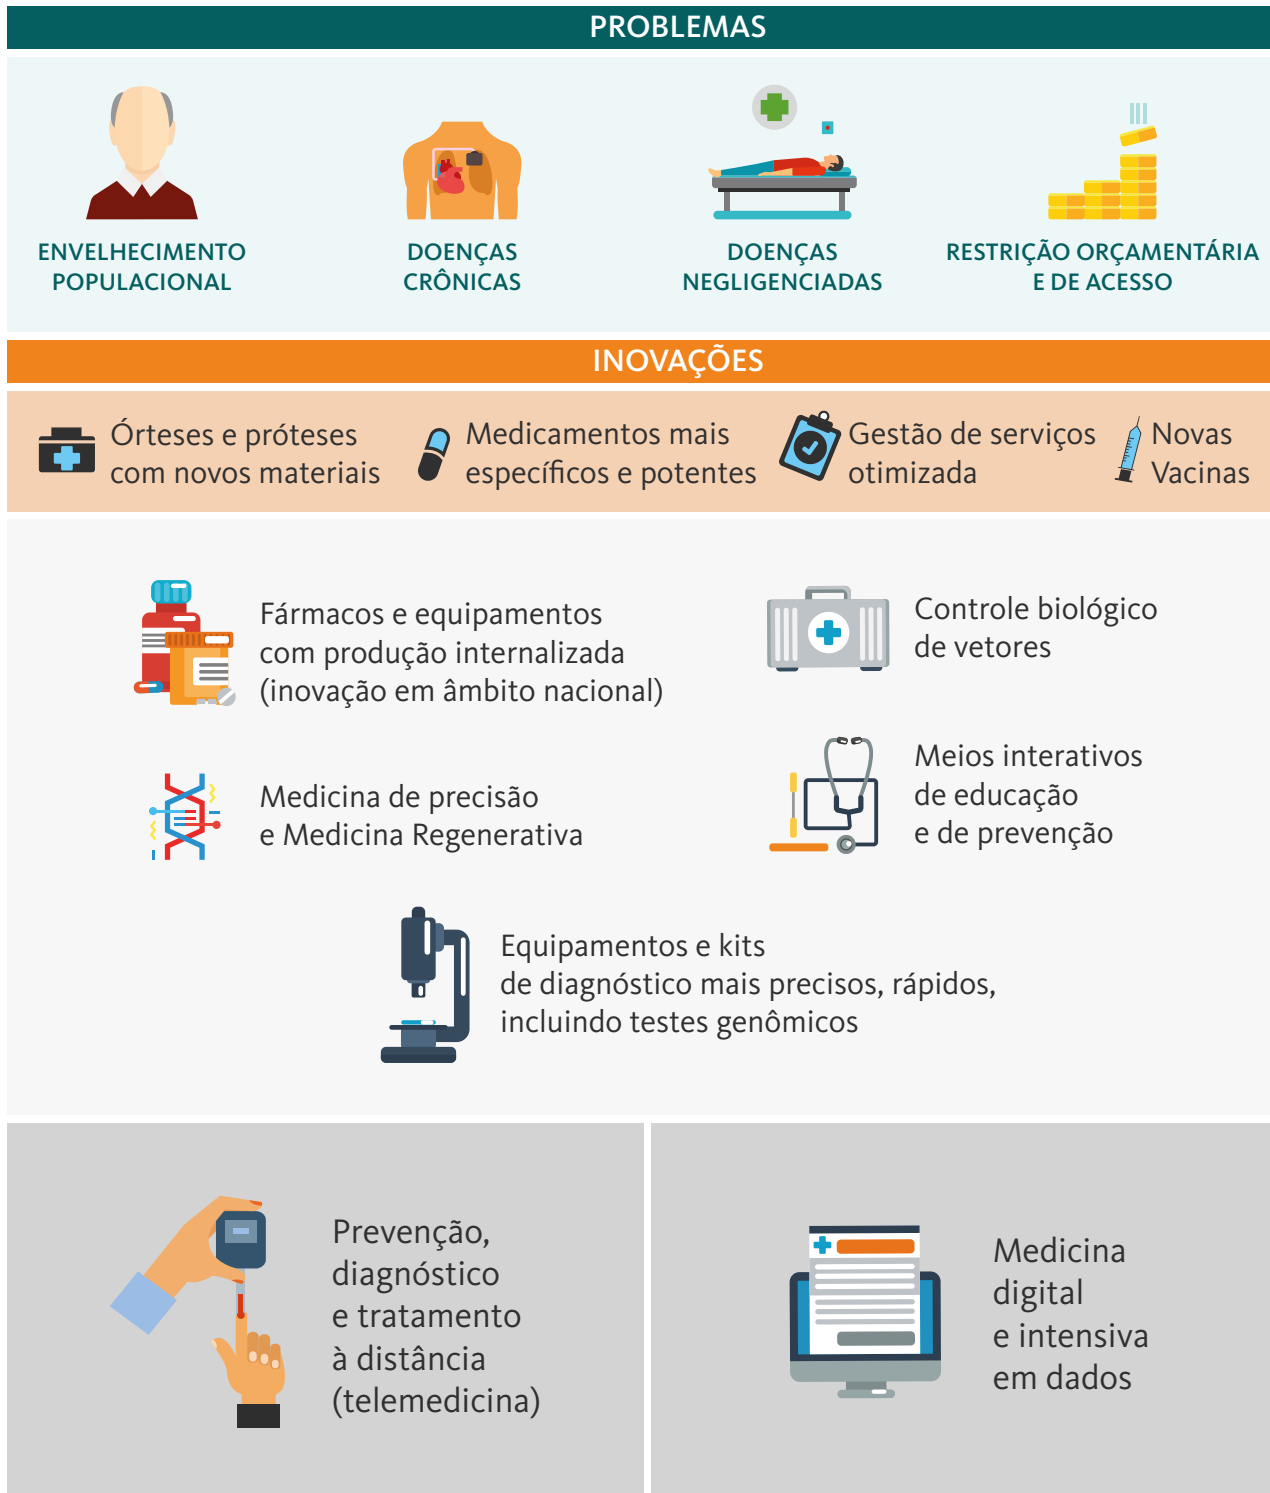 PROBLEMAS
ENVELHECIMENTO
POPULACIONAL
DOENÇAS
CRÔNICAS
DOENÇAS
NEGLIGENCIADAS
RESTRIÇÃO ORÇAMENTÁRIA
E DE ACESSO
INOVAÇÕES
Órteses e próteses
com novos materiais
Medicamentos mais
específicos e potentes
Gestão de serviços
otimizada
Novas
Vacinas
Fármacos e equipamentos
com produção internalizada
(inovação em âmbito nacional)
Controle biológico
de vetores
Medicina de precisão
e Medicina Regenerativa
Meios interativos
de educação
e de prevenção
Equipamentos e kits
de diagnóstico mais precisos, rápidos,
incluindo testes genômicos
Prevenção,
diagnóstico
e tratamento
à distância
(telemedicina)
Medicina
digital
e intensiva
em dados